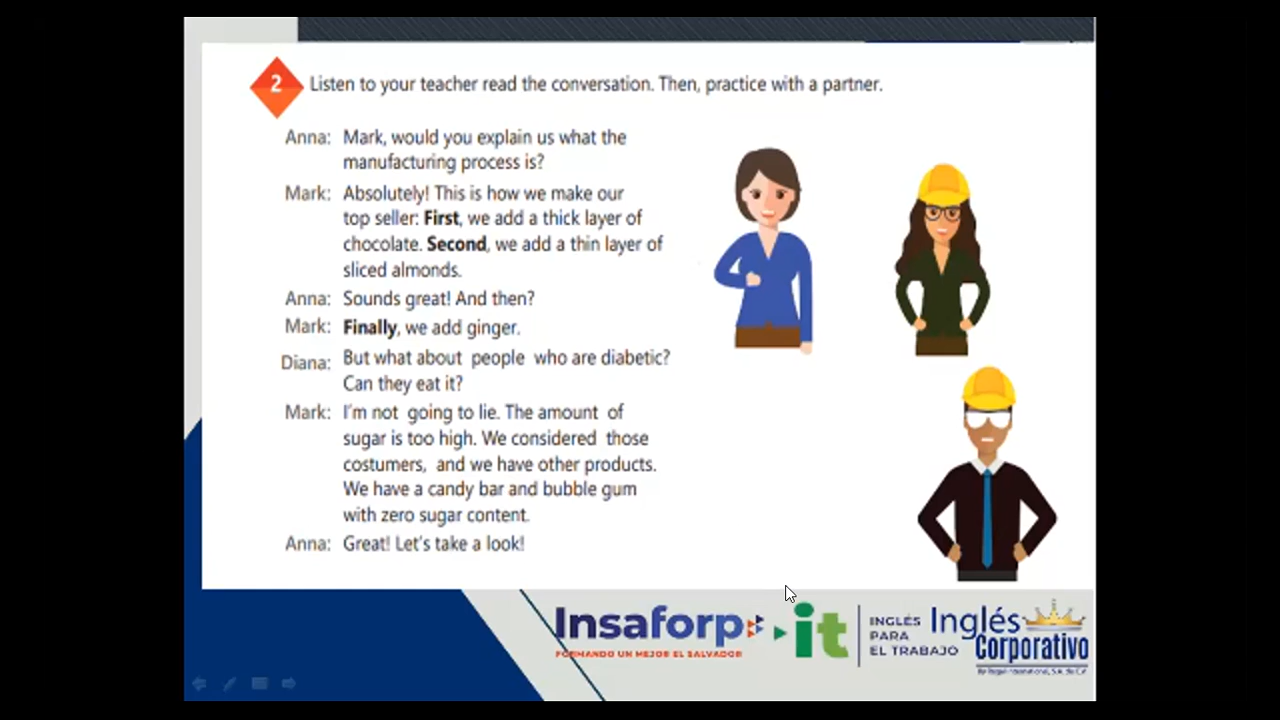 2 Listen to your teacher read the conversation. Then, practice with a partner.
Anna: Mark, would you explain us what the
manufacturing process is?
Mark: Absolutely! This is how we make our
top seller: First, we add a thick layer of
chocolate. Second, we add a thin layer of
sliced almonds.
Anna: Sounds great! And then?
Mark: Finally, we add ginger.
Diana: But what about people who are diabetic?
Can they eat it?
Mark: I'm not going to lie. The amount of
sugar is too high. We considered those
costumers, and we have other products.
We have a candy bar and bubble gum
with zero sugar content.
Anna: Great! Let's take a look!
Insaforp
FORMANDO UN MEJOR EL SALVADOR
it
INGLÉS
PARA
EL TRABAJO
Inglés
Corporativo